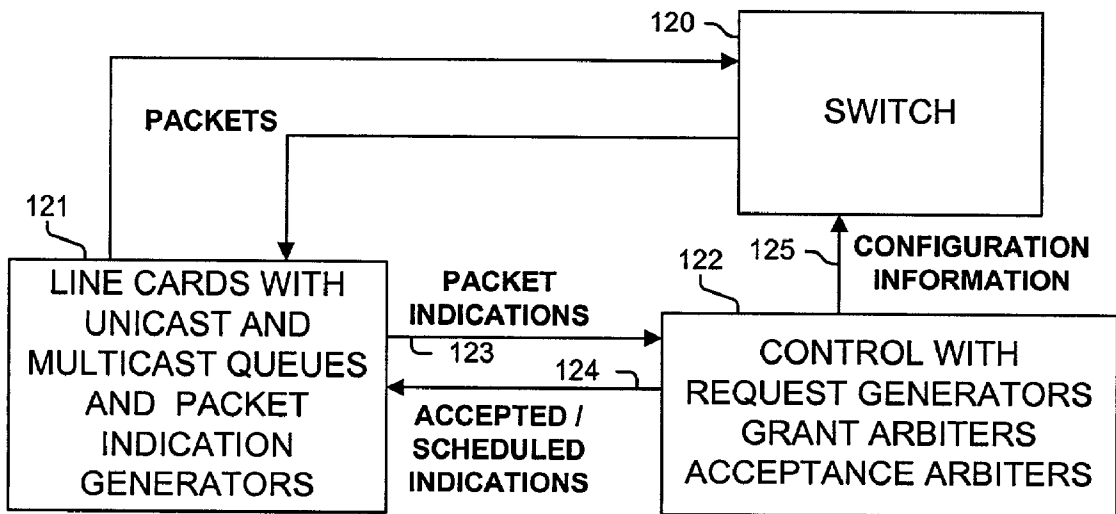 120
SWITCH
PACKETS
121
LINE CARDS WITH
UNICAST AND
MULTICAST QUEUES
AND PACKET
INDICATION
GENERATORS
PACKET
INDICATIONS
123
124
ACCEPTED /
SCHEDULED
INDICATIONS
125
CONFIGURATION
INFORMATION
122
CONTROL WITH
REQUEST GENERATORS
GRANT ARBITERS
ACCEPTANCE ARBITERS